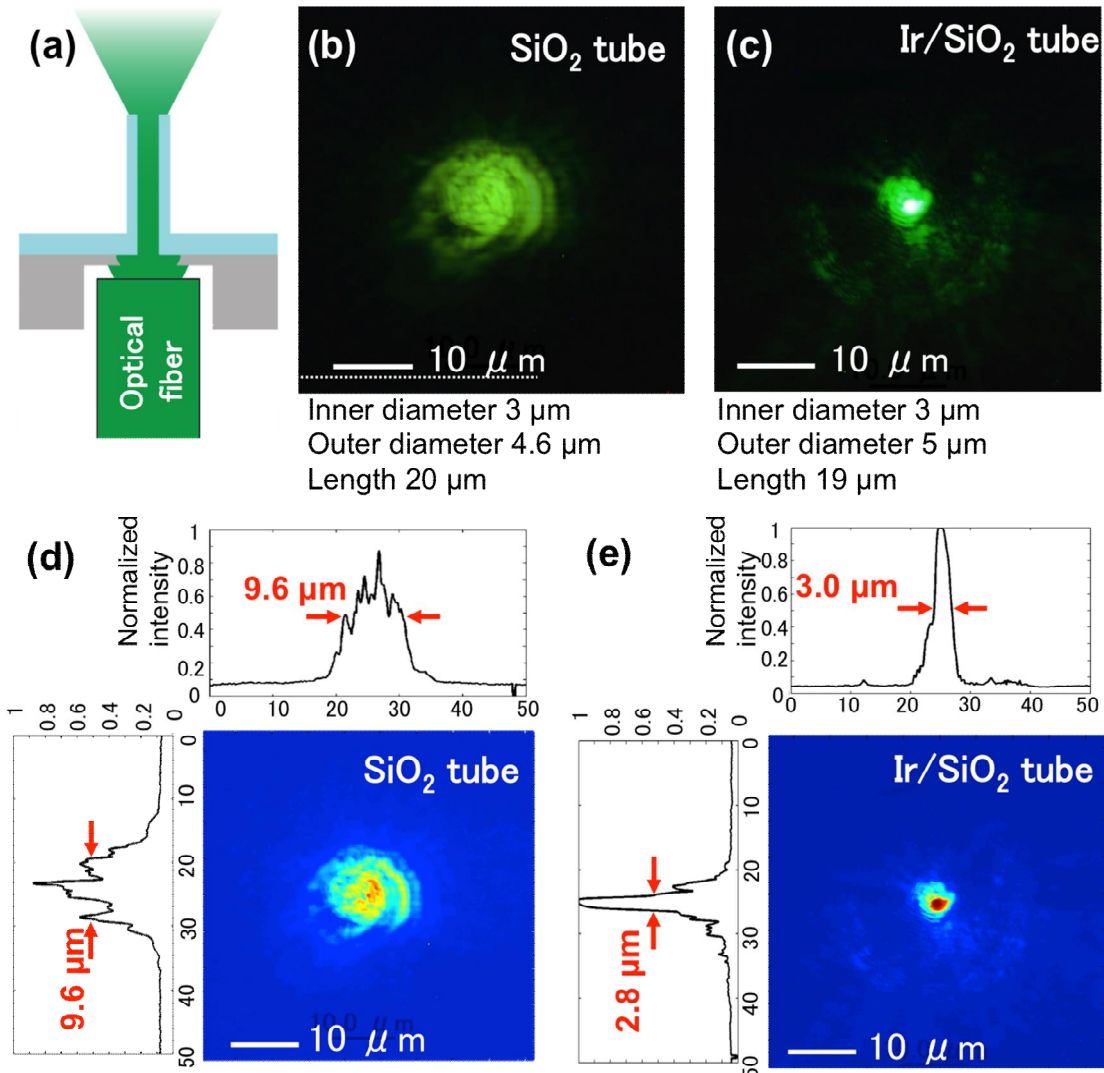 (a)
Optical
fiber
(b)
SiO₂ tube
10 μm
Inner diameter 3 µm
Outer diameter 4.6 µm
Length 20 µm
(c)
Ir/SiO₂ tube
10 μm
Inner diameter 3 µm
Outer diameter 5 µm
Length 19 µm
(d)
Normalized
intensity
1
0.8
0.6
0.4
0.2
0
9.6 µm
0 10 20 30 40 50
1 0.8 0.6 0.4 0.2 0
9.6 µm
0
10
20
30
40
50
SiO₂ tube
10.0 μm
10 μm
(e)
Normalized
intensity
1
0.8
0.6
0.4
0.2
0
3.0 µm
0 10 20 30 40 50
1 0.8 0.6 0.4 0.2 0
2.8 µm
0
10
20
30
40
50
Ir/SiO₂ tube
10 μm